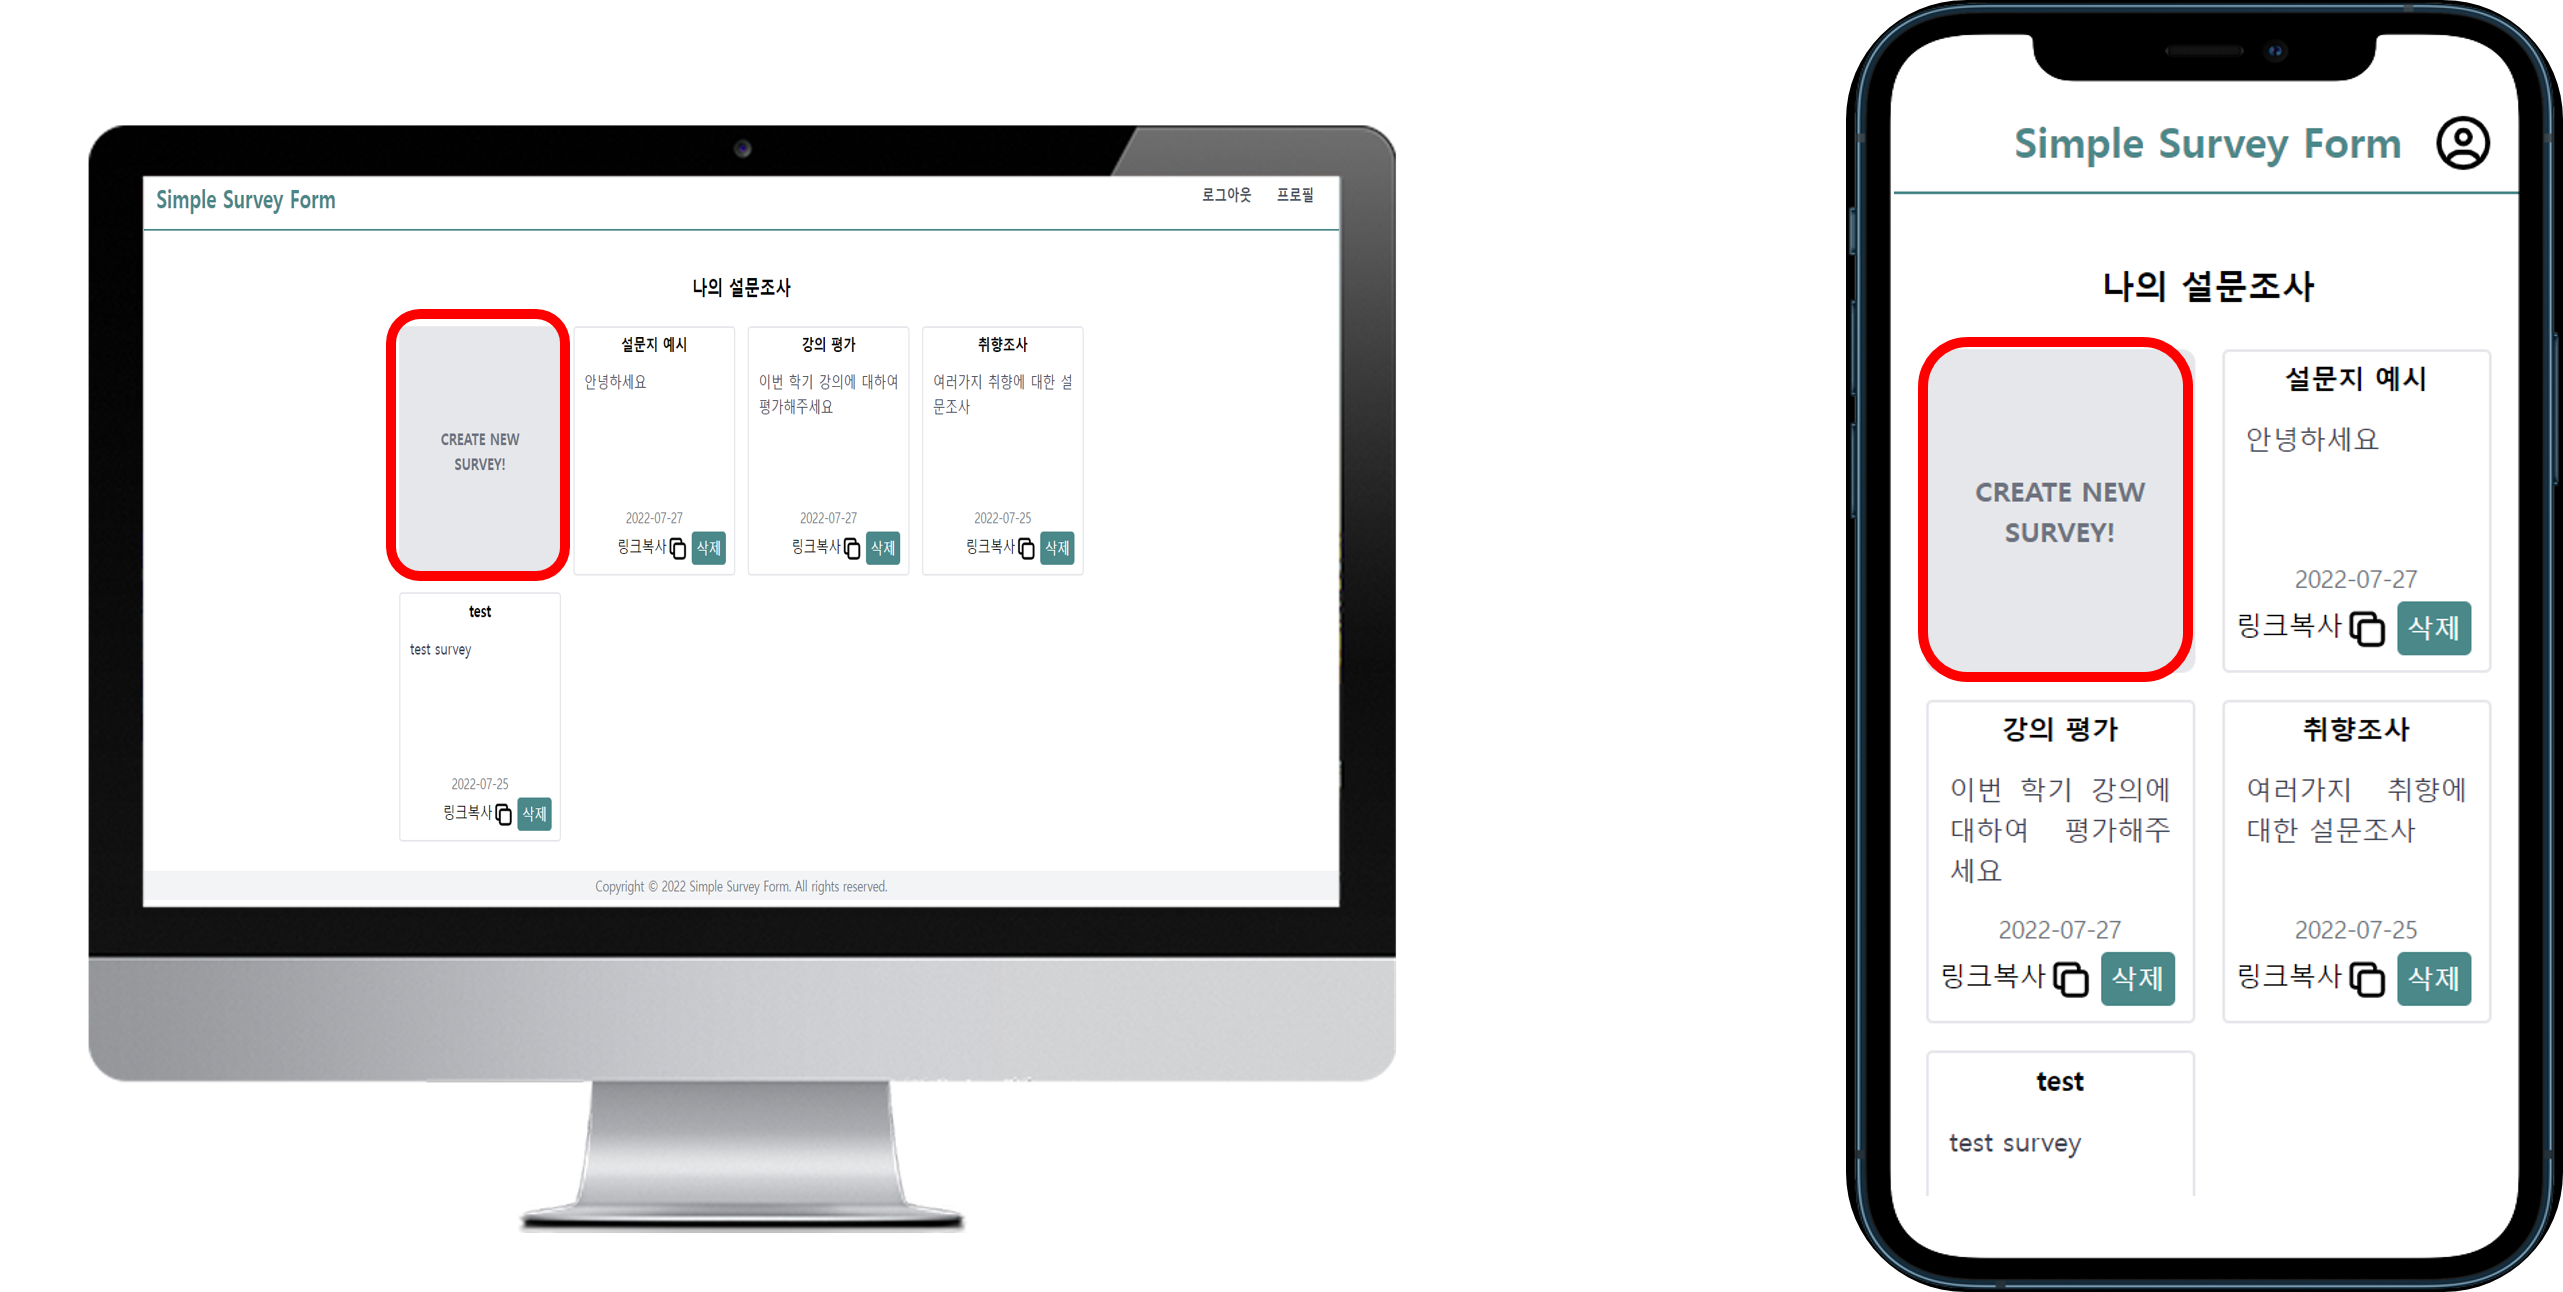 Simple Survey Form
로그아웃 프로필
나의 설문조사
CREATE NEW
SURVEY!
설문지 예시
안녕하세요
2022-07-27
링크복사 삭제
강의 평가
이번 학기 강의에 대하여
평가해주세요
2022-07-27
링크복사 삭제
취향조사
여러가지 취향에 대한 설
문조사
2022-07-25
링크복사 삭제
test
test survey
2022-07-25
링크복사 삭제
Copyright © 2022 Simple Survey Form. All rights reserved.
Simple Survey Form
나의 설문조사
CREATE NEW
SURVEY!
설문지 예시
안녕하세요
2022-07-27
링크복사 삭제
강의 평가
이번 학기 강의에
대하여 평가해주
세요
2022-07-27
링크복사 삭제
취향조사
여러가지 취향에
대한 설문조사
2022-07-25
링크복사 삭제
test
test survey